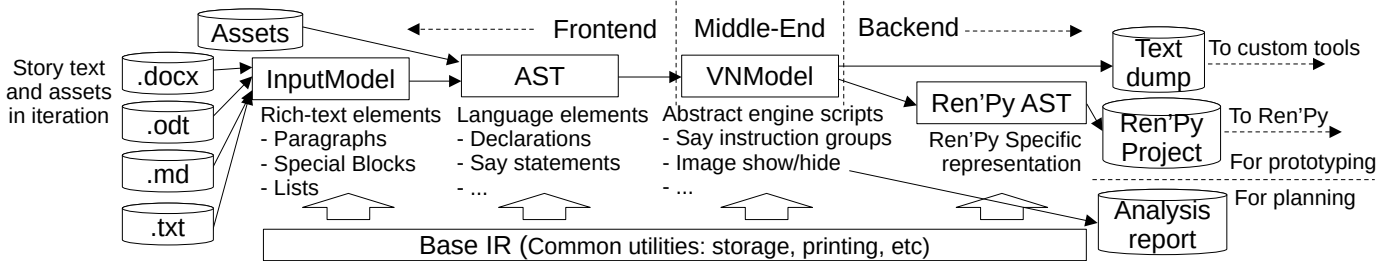 Assets
Frontend
Middle-End
Backend
Story text
and assets
in iteration
.docx
.odt
.md
.txt
InputModel
Rich-text elements
- Paragraphs
- Special Blocks
- Lists
AST
Language elements
- Declarations
- Say statements
- ...
VNModel
Abstract engine scripts
- Say instruction groups
- Image show/hide
- ...
Ren’Py AST
Ren’Py Specific
representation
Text
dump
To custom tools
Ren’Py
Project
To Ren’Py
For prototyping
For planning
Analysis
report
Base IR (Common utilities: storage, printing, etc)